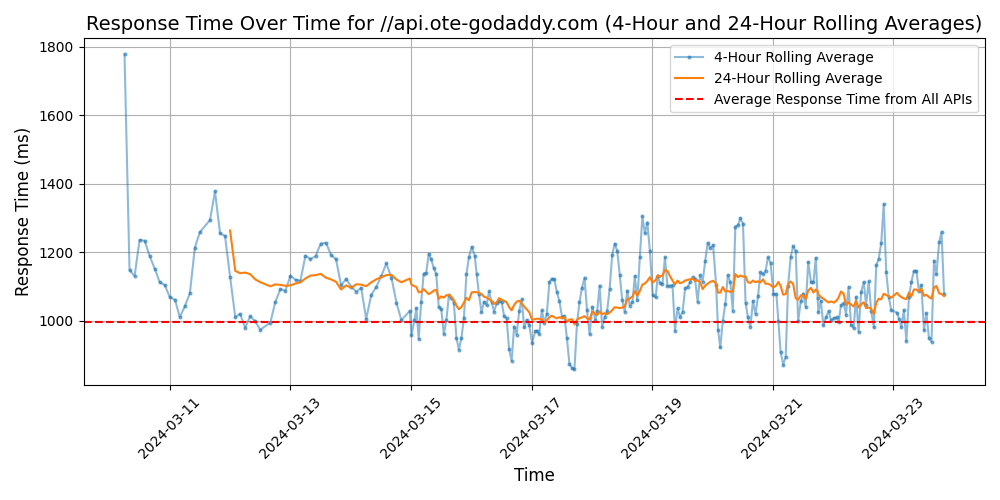 Response Time Over Time for //api.ote-godaddy.com (4-Hour and 24-Hour Rolling Averages)
4-Hour Rolling Average
24-Hour Rolling Average
Average Response Time from All APIs
Response Time (ms)
1800
1600
1400
1200
1000
2024-03-11
2024-03-13
2024-03-15
2024-03-17
2024-03-19
2024-03-21
2024-03-23
Time